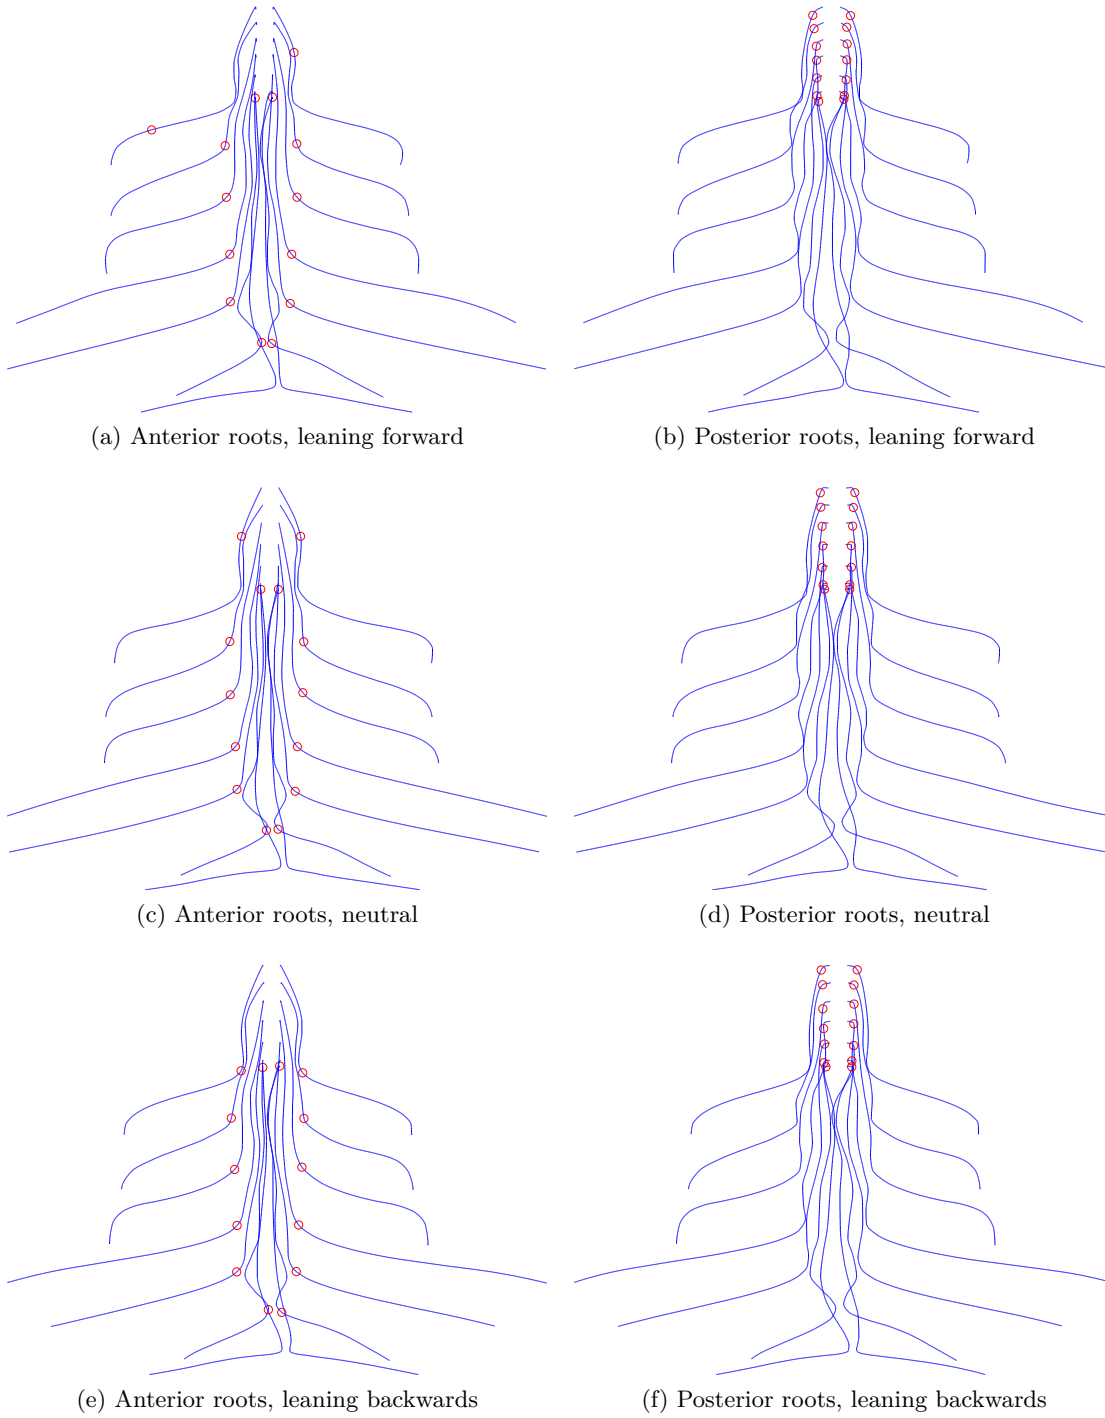 (a) Anterior roots, leaning forward
(b) Posterior roots, leaning forward
(c) Anterior roots, neutral
(d) Posterior roots, neutral
(e) Anterior roots, leaning backwards
(f) Posterior roots, leaning backwards